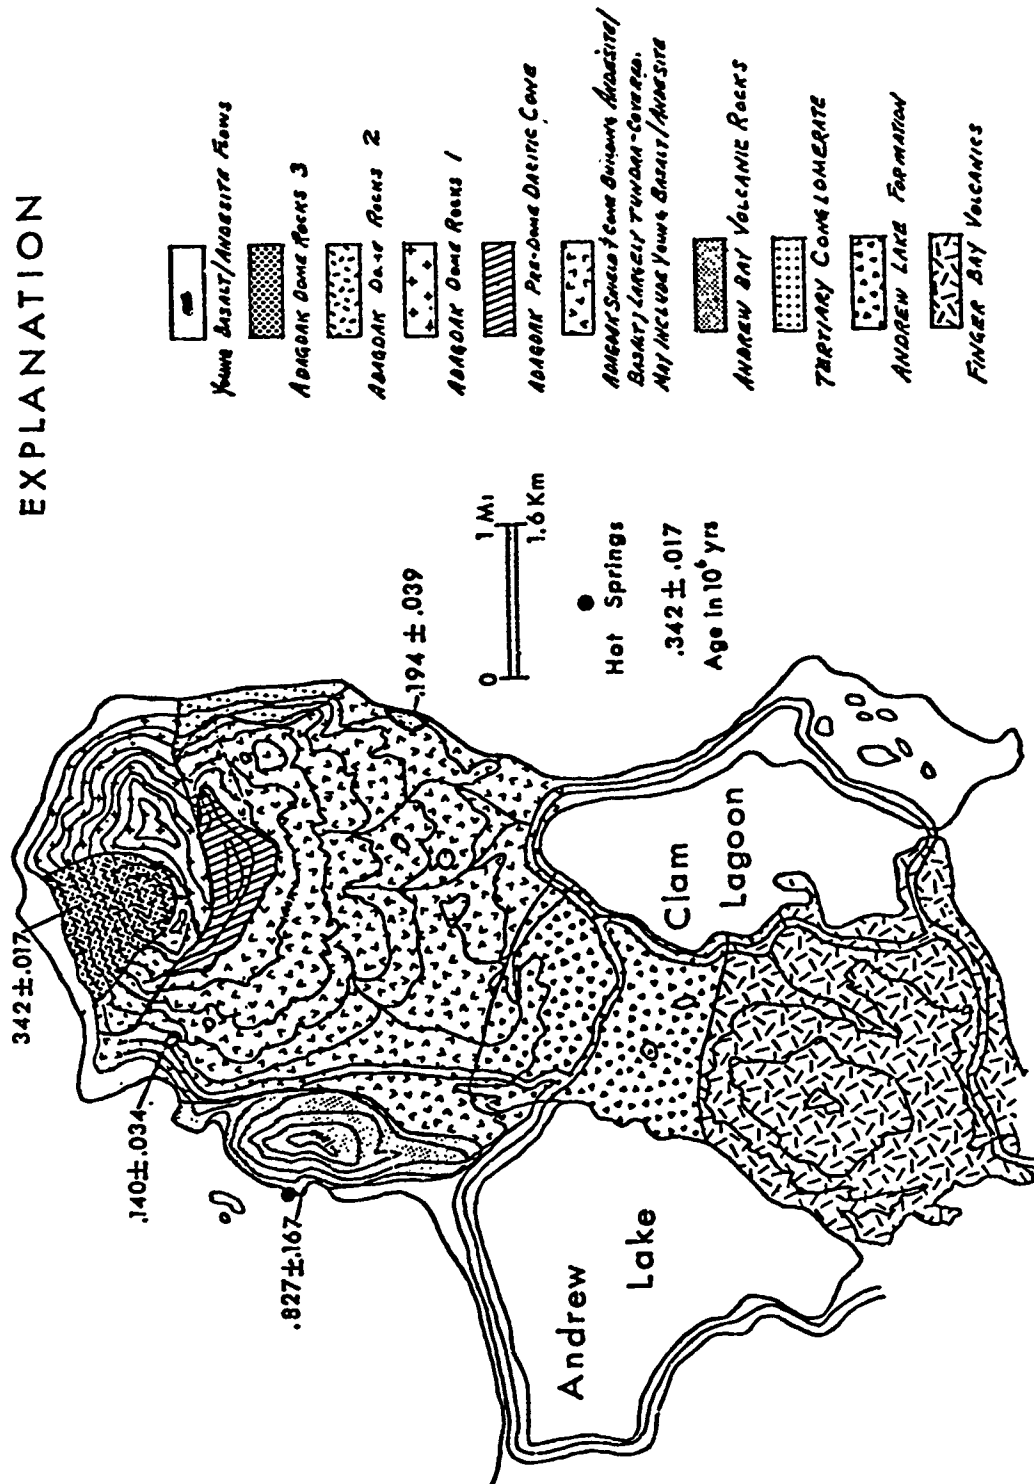 EXPLANATION
YOUNG BASALT/ANDESITE FLOWS
ADAGDAK DOME ROCKS 3
ADAGDAK DOME ROCKS 2
ADAGDAK DOME ROCKS 1
ADAGDAK PRE-DOME DACITIC CONE
ADAGDAK SHIELD & CONE BUILDING ANDESITE/
BASALT; LARGELY TUNDRA-COVERED.
MAY INCLUDE YOUNG BASALT/ANDESITE
ANDREW BAY VOLCANIC ROCKS
TERTIARY CONGLOMERATE
ANDREW LAKE FORMATION
FINGER BAY VOLCANICS
0 1 MI
1.6 Km
Hot Springs
.342 ± .017
Age in 10⁶ yrs
342 ± .017
.140 ± .034
.827 ± .167
.194 ± .039
Clam
Lagoon
Andrew
Lake